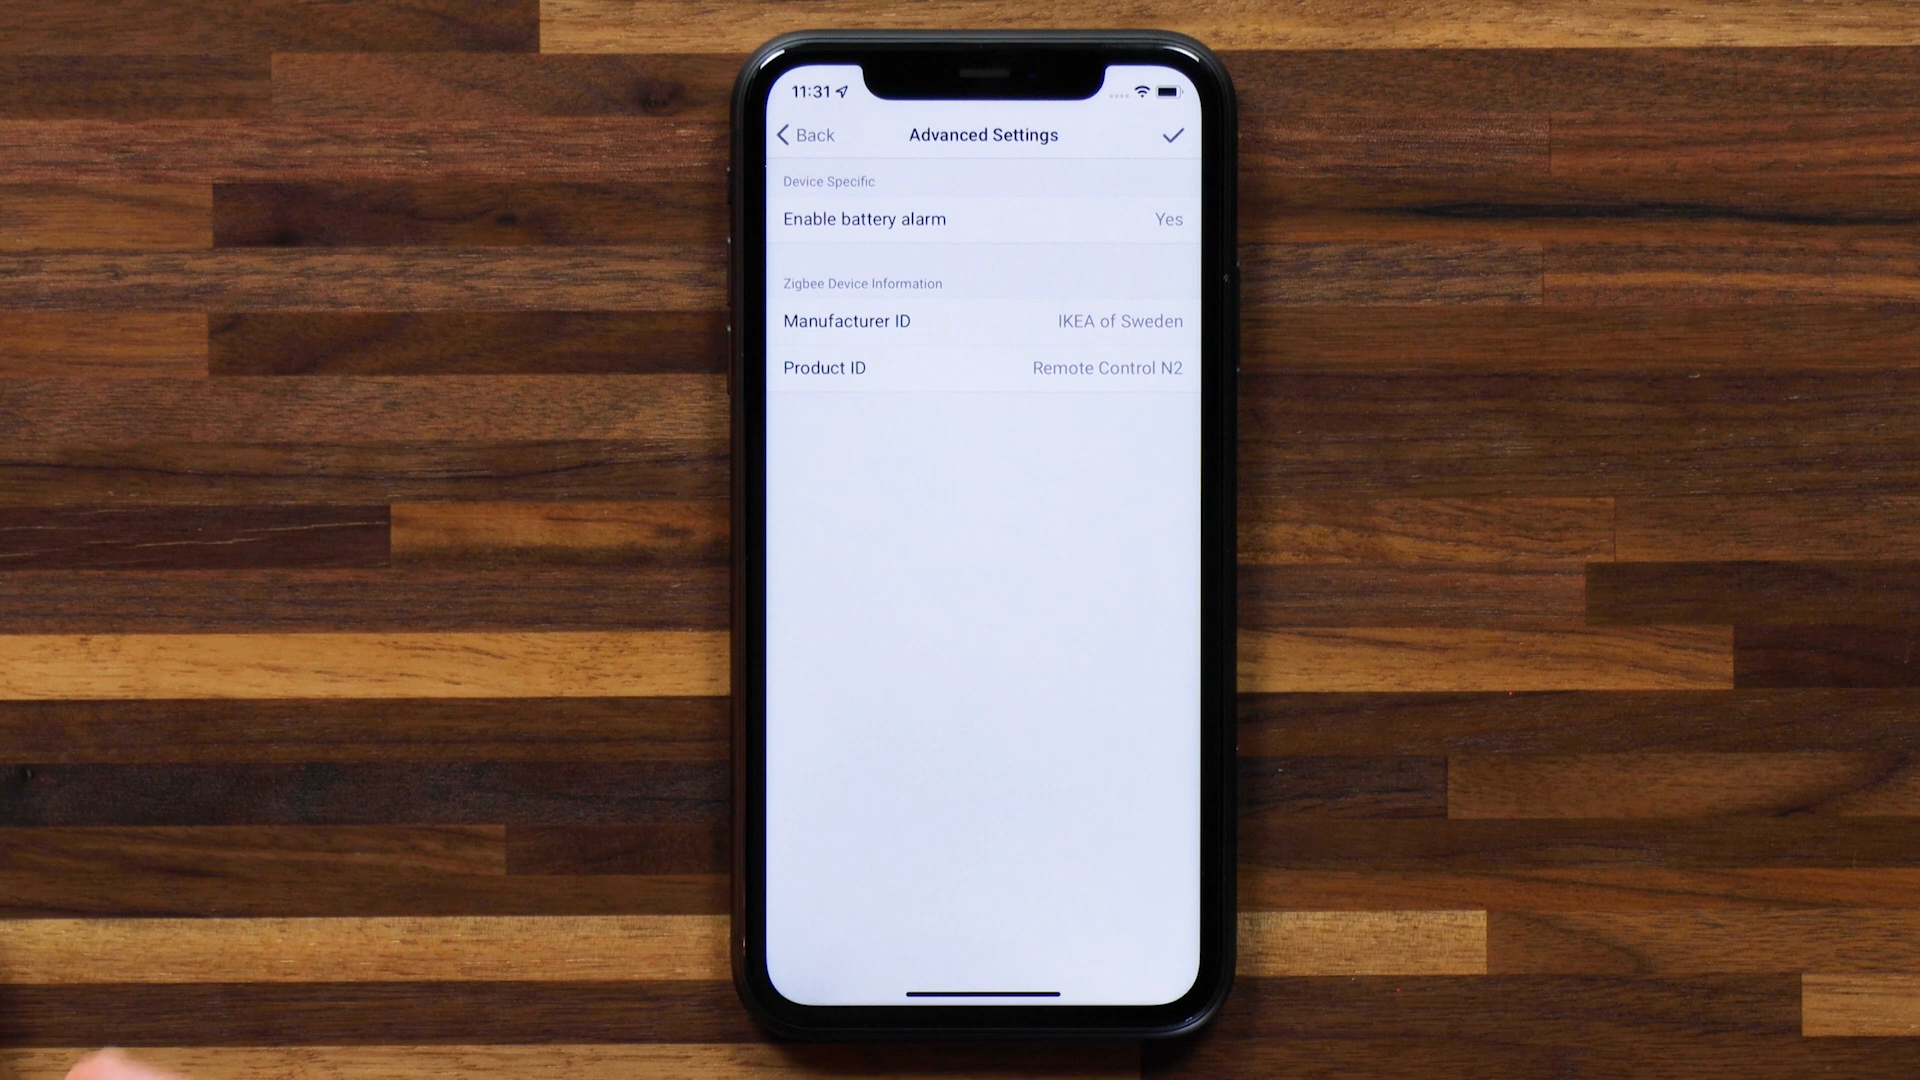 11:31
Back
Advanced Settings
Device Specific
Enable battery alarm Yes
Zigbee Device Information
Manufacturer ID IKEA of Sweden
Product ID Remote Control N2